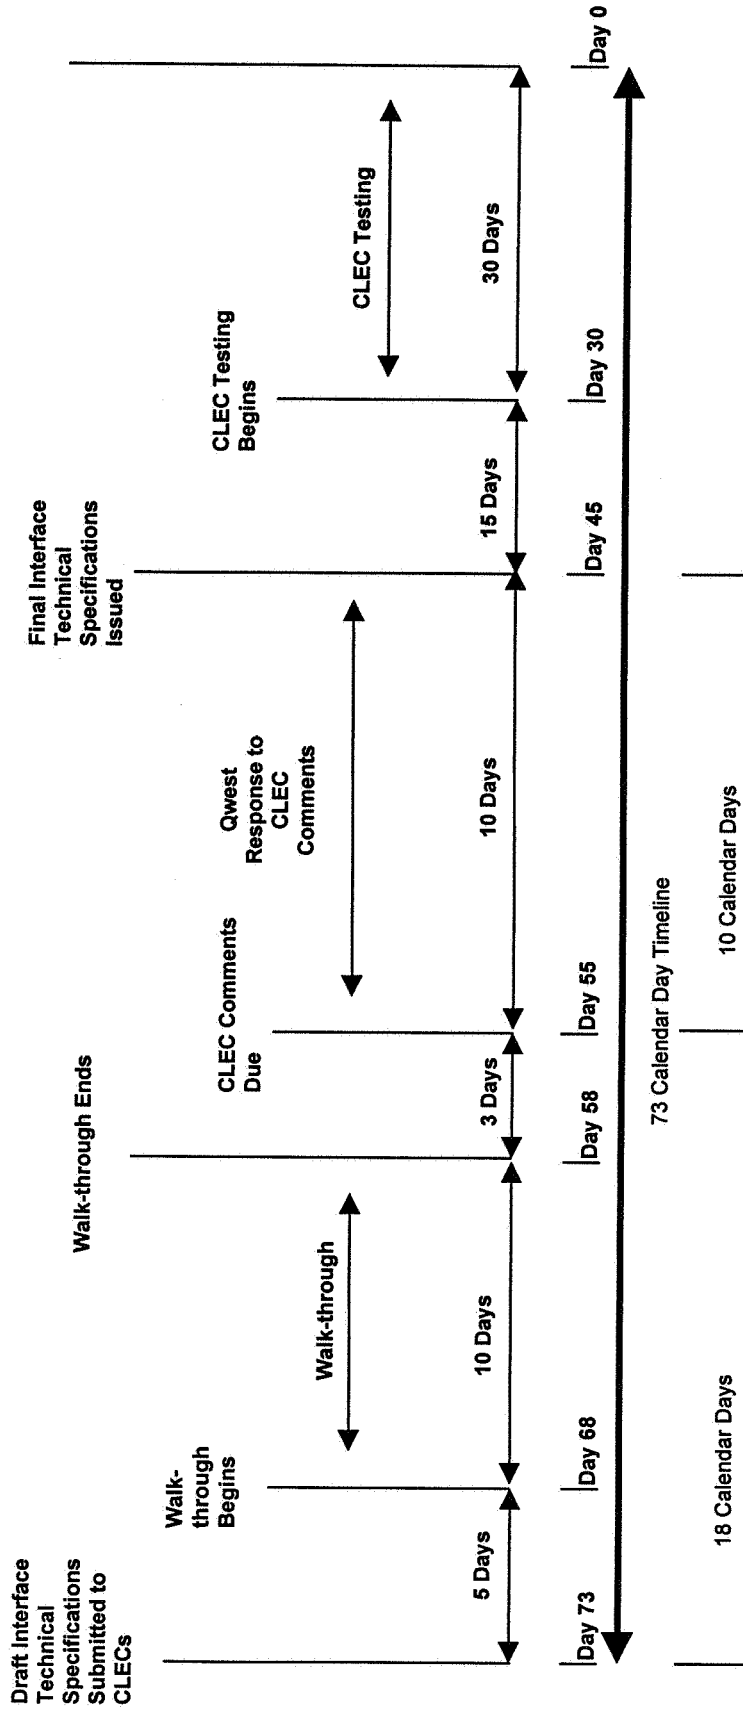 Draft Interface
Technical
Specifications
Submitted to
CLECs
Walk-
through
Begins
Walk-through Ends
CLEC Comments
Due
Qwest
Response to
CLEC
Comments
Final Interface
Technical
Specifications
Issued
CLEC Testing
Begins
Walk-through
CLEC Testing
5 Days
10 Days
3 Days
10 Days
15 Days
30 Days
Day 73
Day 68
Day 58
Day 55
Day 45
Day 30
Day 0
73 Calendar Day Timeline
18 Calendar Days
10 Calendar Days